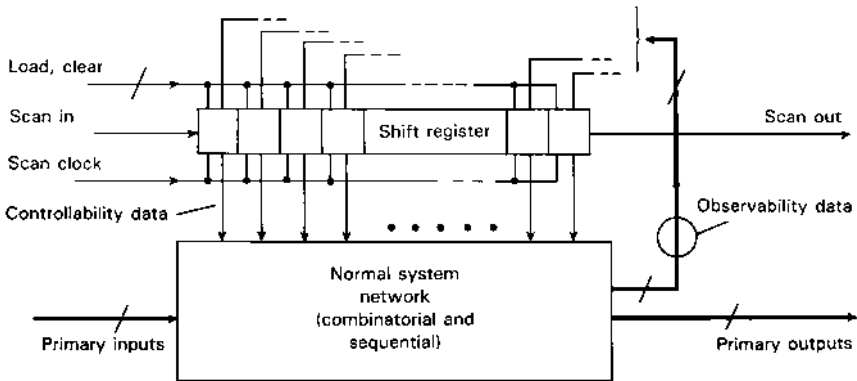 Load, clear
Scan in
Shift register
Scan out
Scan clock
Controllability data
Observability data
Normal system
network
(combinatorial and
sequential)
Primary inputs
Primary outputs